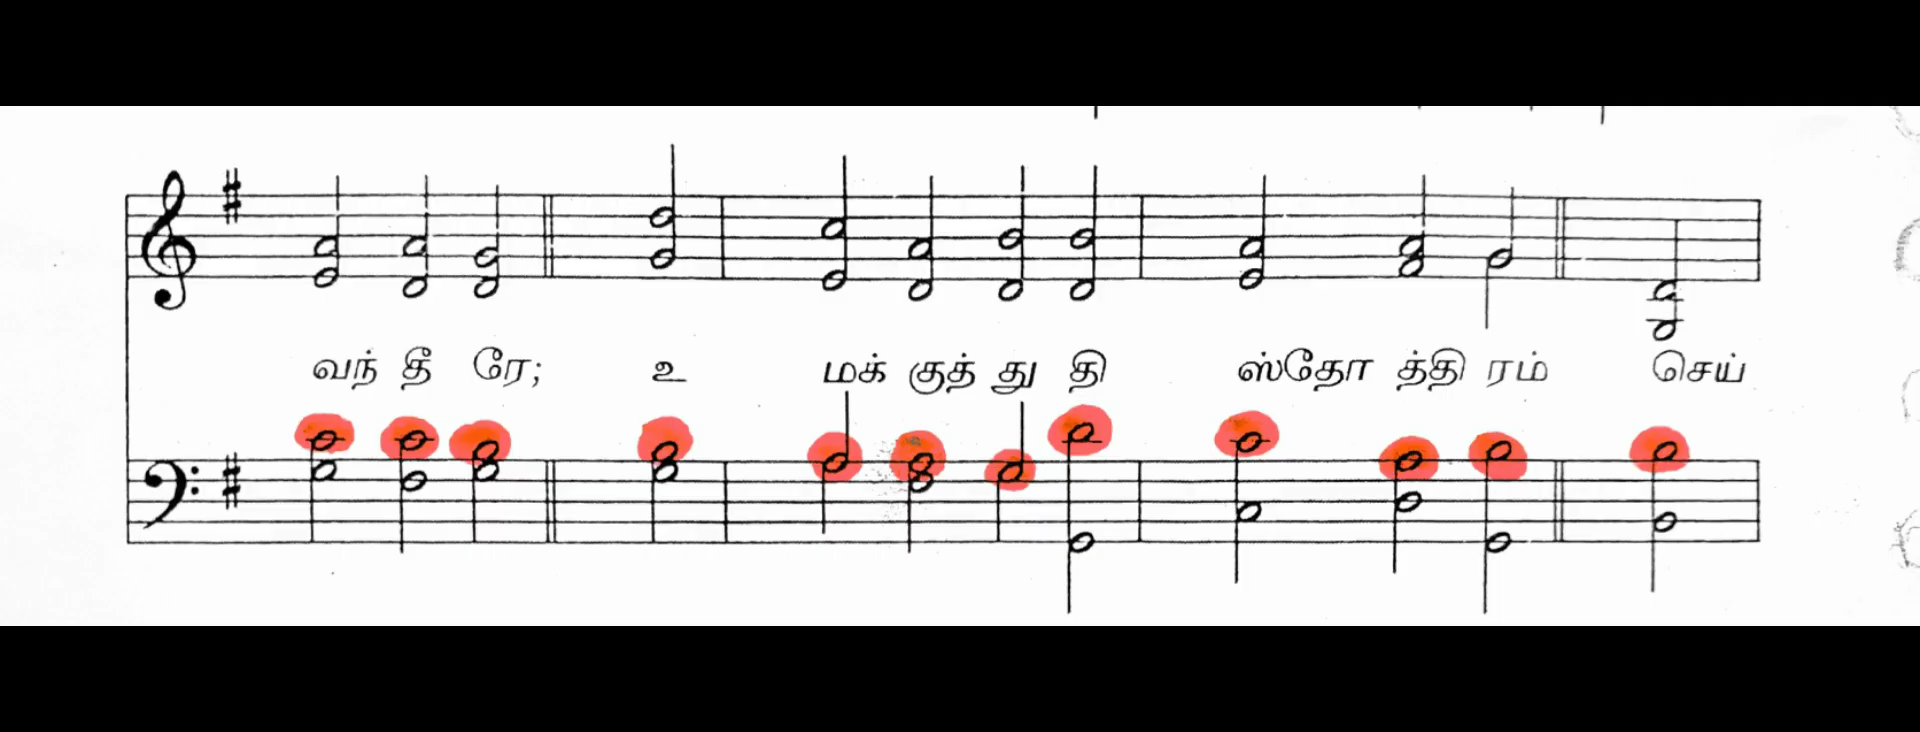 வந் தீ ரே; உ மக் குத் து தி ஸ்தோ த்தி ரம் செய்